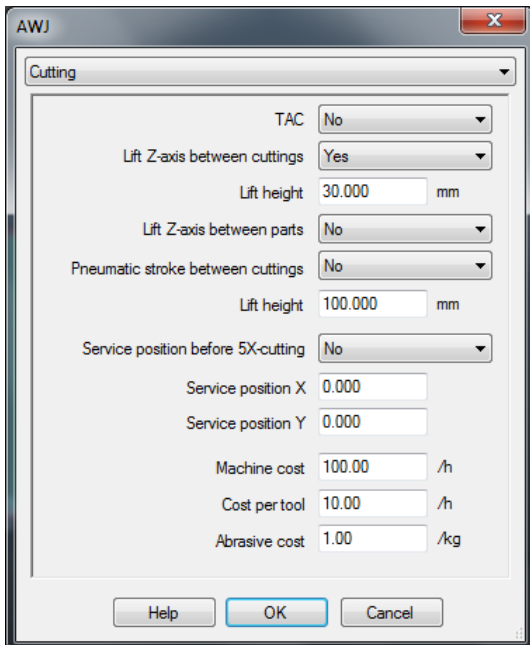 AWJ
Cutting
TAC No
Lift Z-axis between cuttings Yes
Lift height 30.000 mm
Lift Z-axis between parts No
Pneumatic stroke between cuttings No
Lift height 100.000 mm
Service position before 5X-cutting No
Service position X 0.000
Service position Y 0.000
Machine cost 100.00 /h
Cost per tool 10.00 /h
Abrasive cost 1.00 /kg
Help OK Cancel